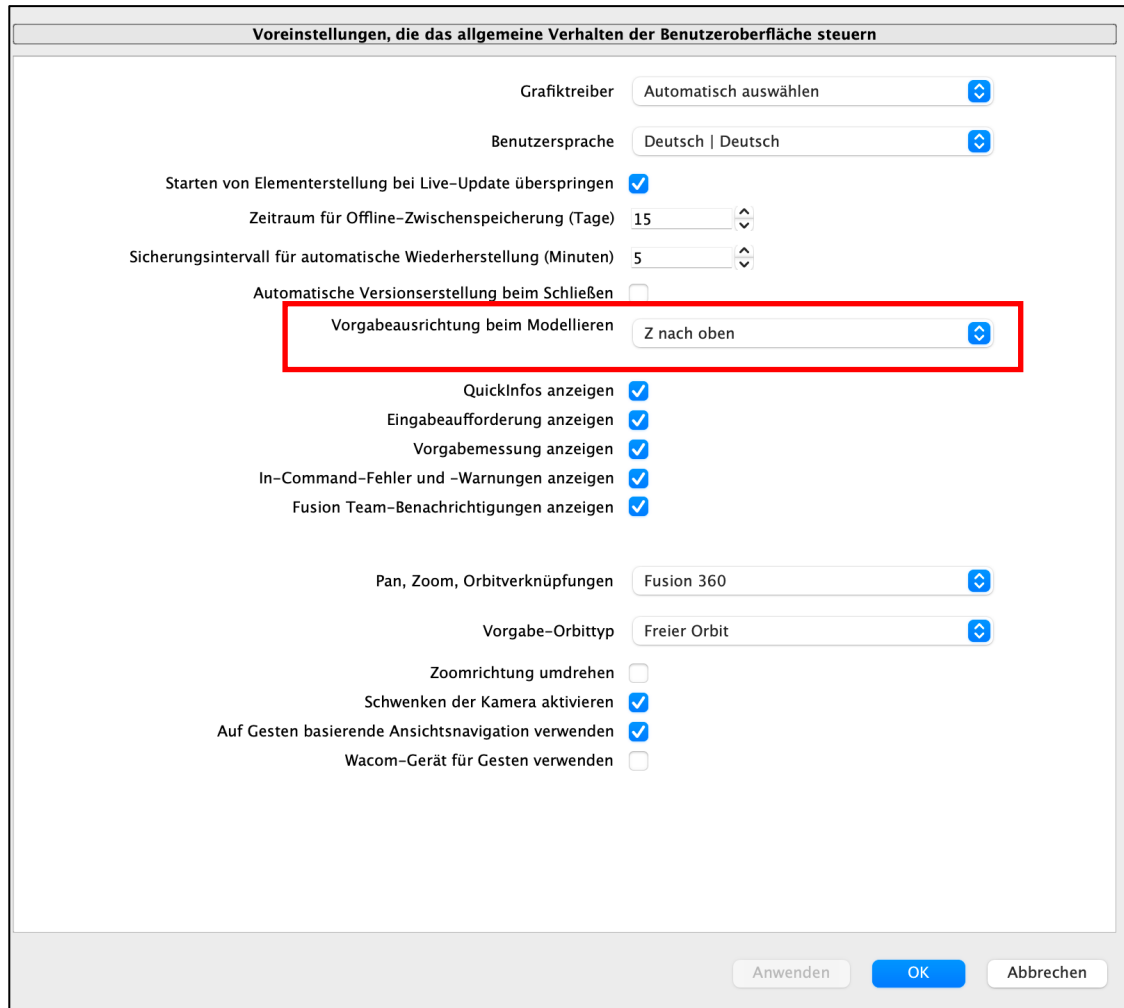 Voreinstellungen, die das allgemeine Verhalten der Benutzeroberfläche steuern
Grafiktreiber Automatisch auswählen
Benutzersprache Deutsch | Deutsch
Starten von Elementerstellung bei Live-Update überspringen
Zeitraum für Offline-Zwischenspeicherung (Tage) 15
Sicherungsintervall für automatische Wiederherstellung (Minuten) 5
Automatische Versionserstellung beim Schließen
Vorgabeausrichtung beim Modellieren Z nach oben
QuickInfos anzeigen
Eingabeaufforderung anzeigen
Vorgabemessung anzeigen
In-Command-Fehler und -Warnungen anzeigen
Fusion Team-Benachrichtigungen anzeigen
Pan, Zoom, Orbitverknüpfungen Fusion 360
Vorgabe-Orbittyp Freier Orbit
Zoomrichtung umdrehen
Schwenken der Kamera aktivieren
Auf Gesten basierende Ansichtsnavigation verwenden
Wacom-Gerät für Gesten verwenden
Anwenden OK Abbrechen